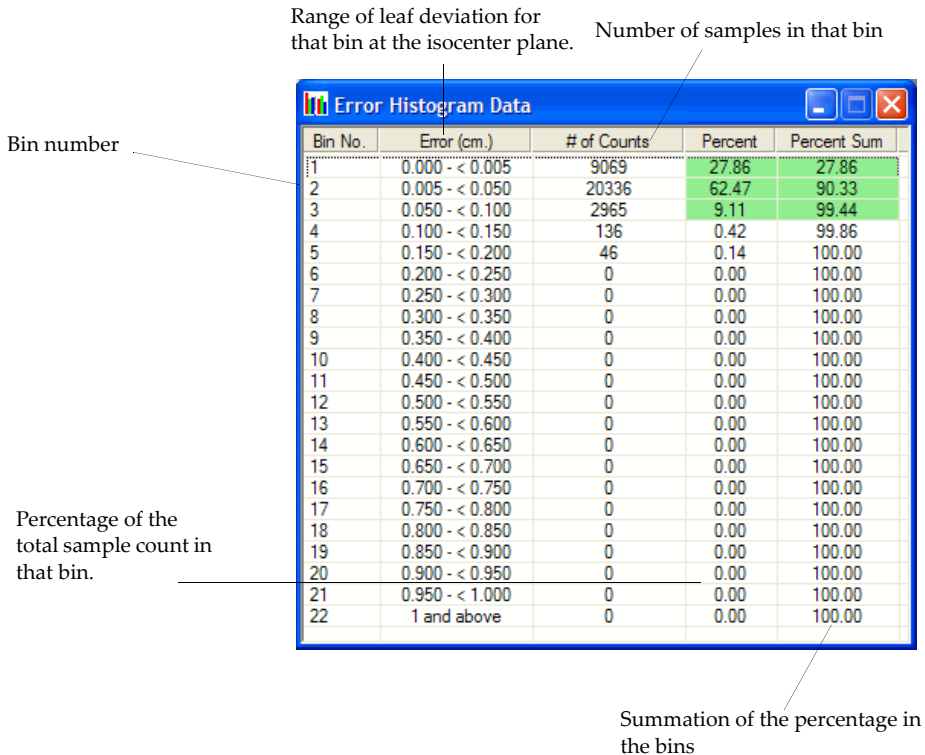 Range of leaf deviation for
that bin at the isocenter plane.
Number of samples in that bin
Error Histogram Data
Bin number
Bin No. Error (cm.) # of Counts Percent Percent Sum
1 0.000 - < 0.005 9069 27.86 27.86
2 0.005 - < 0.050 20336 62.47 90.33
3 0.050 - < 0.100 2965 9.11 99.44
4 0.100 - < 0.150 136 0.42 99.86
5 0.150 - < 0.200 46 0.14 100.00
6 0.200 - < 0.250 0 0.00 100.00
7 0.250 - < 0.300 0 0.00 100.00
8 0.300 - < 0.350 0 0.00 100.00
9 0.350 - < 0.400 0 0.00 100.00
10 0.400 - < 0.450 0 0.00 100.00
11 0.450 - < 0.500 0 0.00 100.00
12 0.500 - < 0.550 0 0.00 100.00
13 0.550 - < 0.600 0 0.00 100.00
14 0.600 - < 0.650 0 0.00 100.00
15 0.650 - < 0.700 0 0.00 100.00
16 0.700 - < 0.750 0 0.00 100.00
17 0.750 - < 0.800 0 0.00 100.00
18 0.800 - < 0.850 0 0.00 100.00
19 0.850 - < 0.900 0 0.00 100.00
20 0.900 - < 0.950 0 0.00 100.00
21 0.950 - < 1.000 0 0.00 100.00
22 1 and above 0 0.00 100.00
Percentage of the
total sample count in
that bin.
Summation of the percentage in
the bins